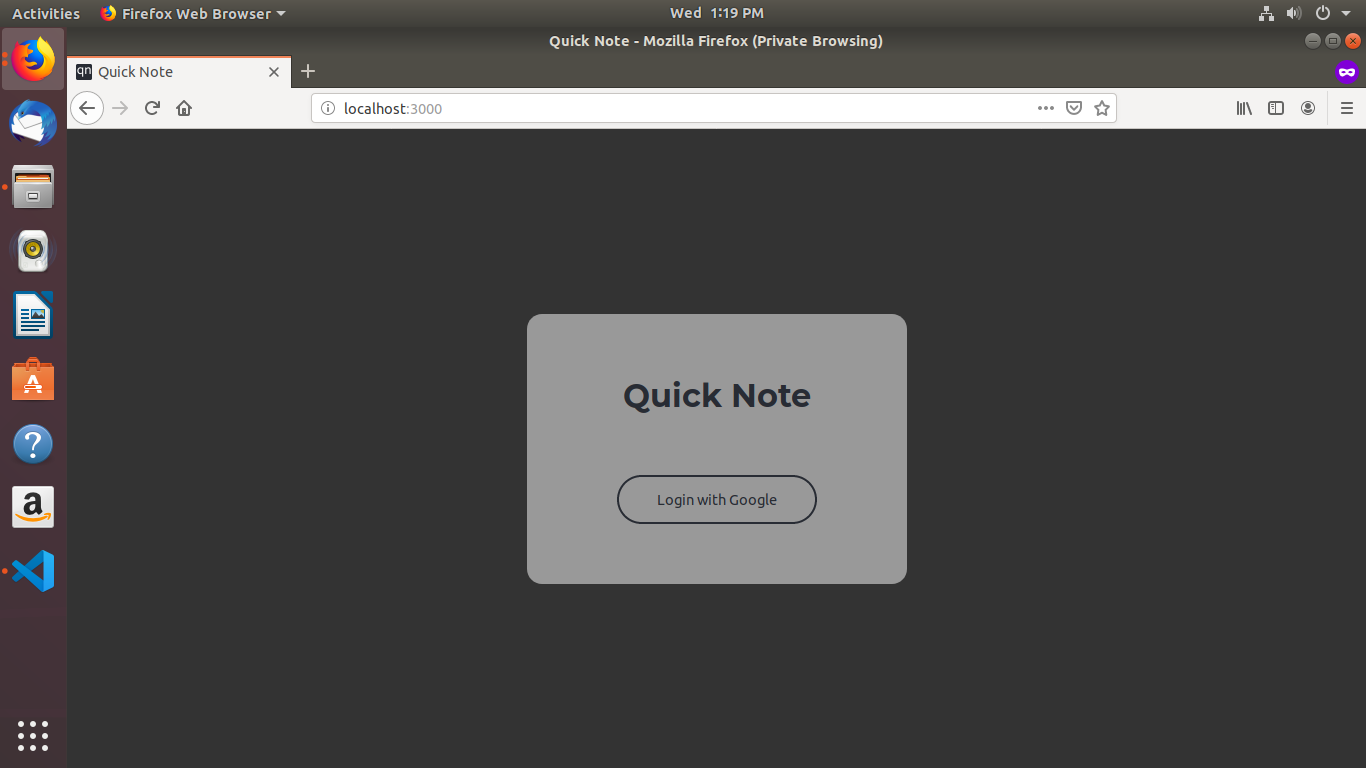 Activities
Firefox Web Browser
Wed 1:19 PM
Quick Note - Mozilla Firefox (Private Browsing)
qn Quick Note
localhost:3000
Quick Note
Login with Google